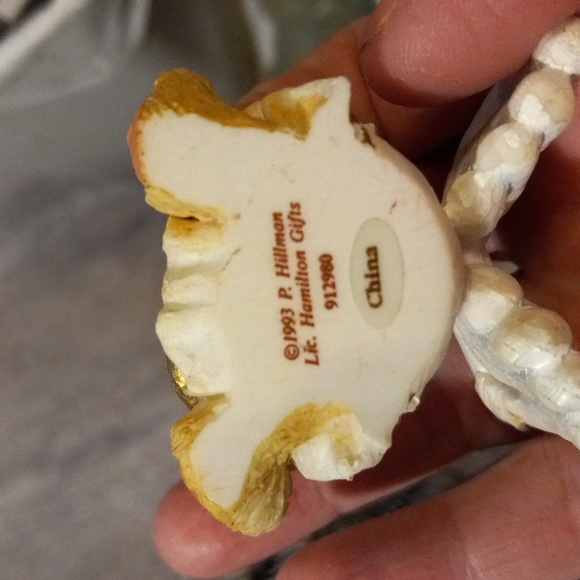 ©1993 P. Hillman
Lic. Hamilton Gifts
912980
China